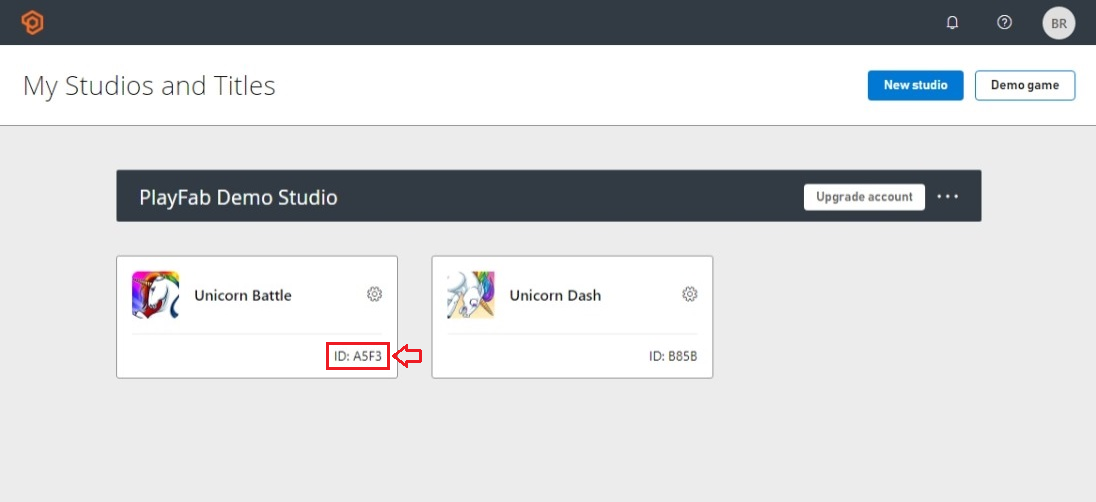 BR
My Studios and Titles
New studio
Demo game
PlayFab Demo Studio
Upgrade account
Unicorn Battle
Unicorn Dash
ID: A5F3
ID: B85B